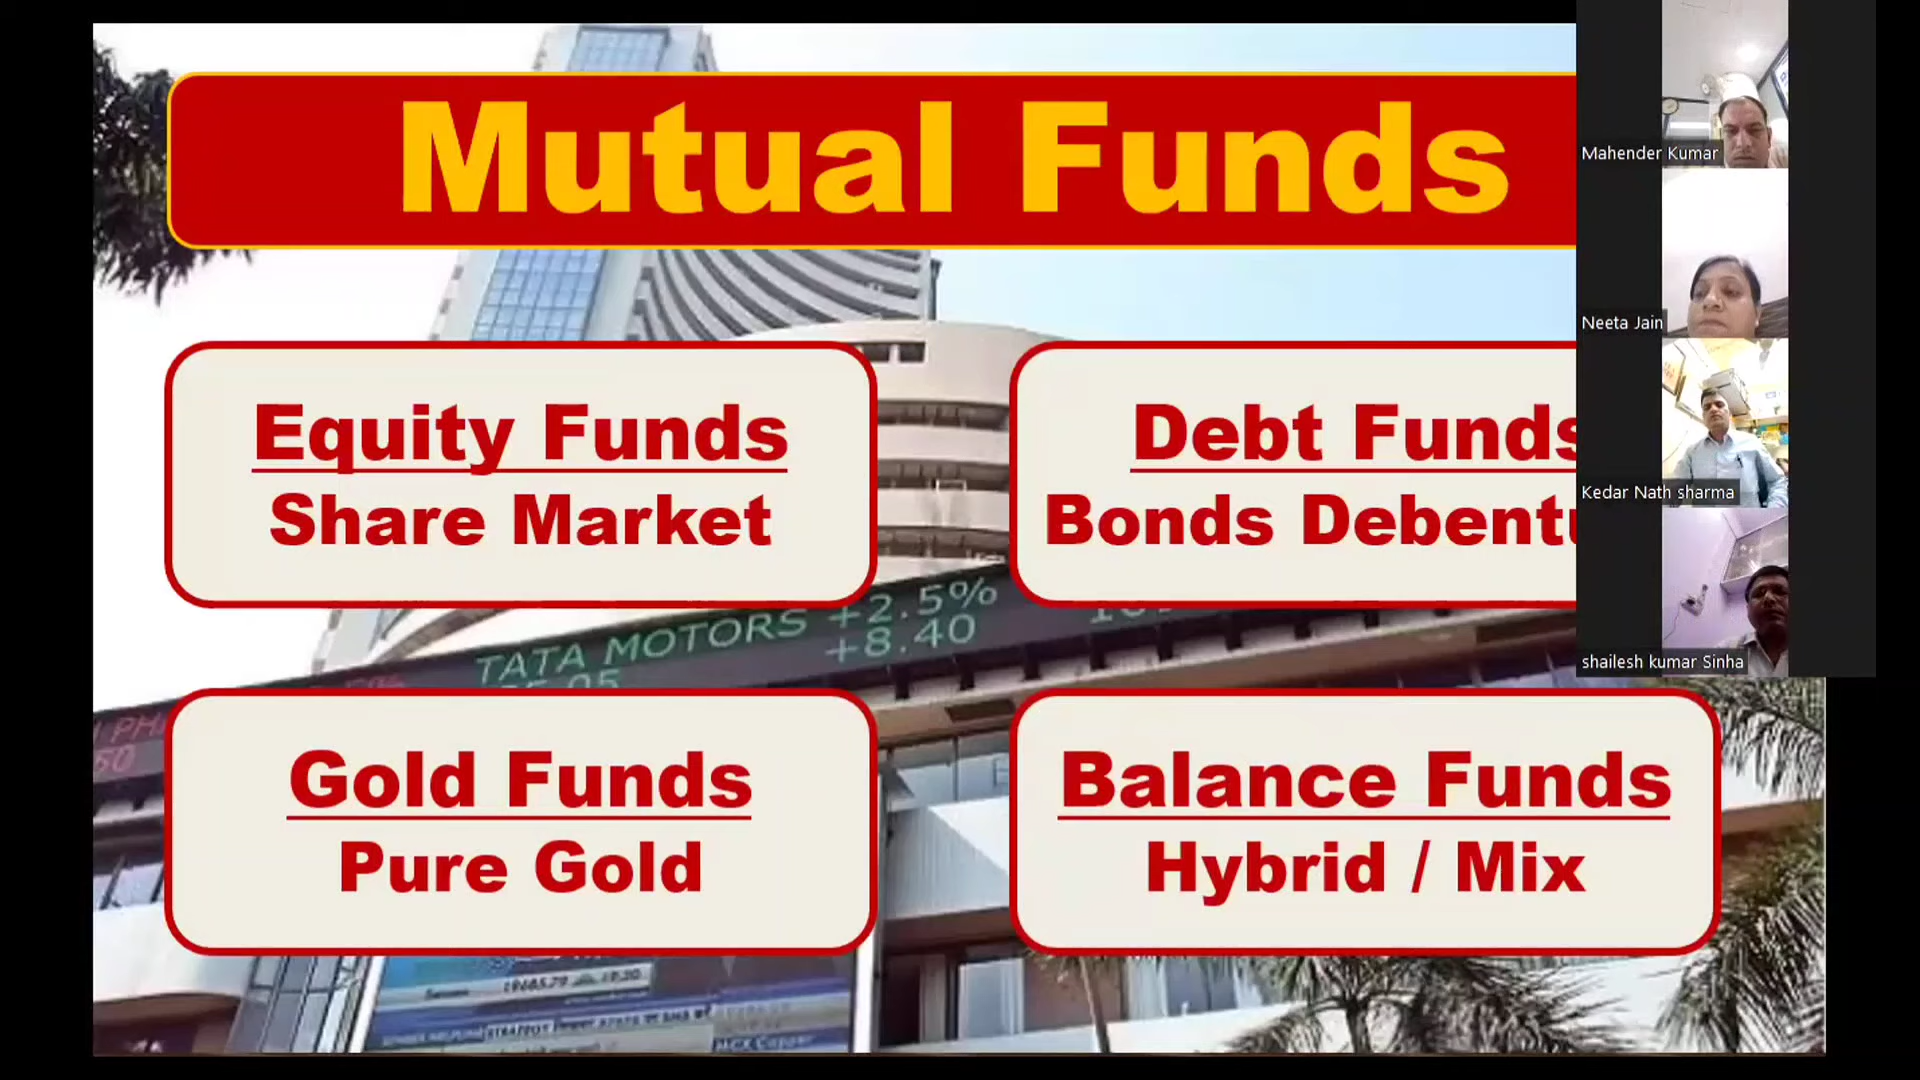 Mutual Funds
Equity Funds
Share Market
Debt Funds
Bonds Debentu
TATA MOTORS +2.5%
+8.40
Gold Funds
Pure Gold
Balance Funds
Hybrid / Mix
Mahender Kumar
Neeta Jain
Kedar Nath sharma
shailesh kumar Sinha